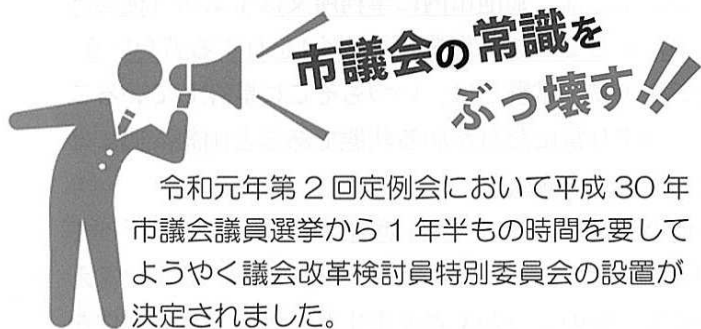 市議会の常識を
ぶっ壊す!!
令和元年第2回定例会において平成30年
市議会議員選挙から1年半もの時間を要して
ようやく議会改革検討員特別委員会の設置が
決定されました。